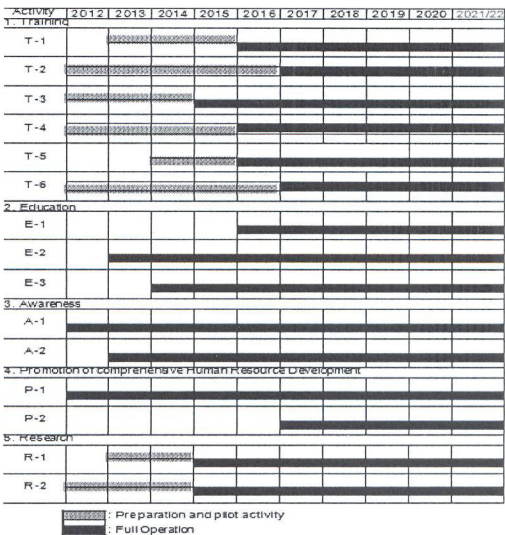 Activity 2012 2013 2014 2015 2016 2017 2018 2019 2020 2021/22
1. Training
T-1
T-2
T-3
T-4
T-5
T-6
2. Education
E-1
E-2
E-3
3. Awareness
A-1
A-2
4. Promotion of comprehensive Human Resource Development
P-1
P-2
5. Research
R-1
R-2
: Preparation and pilot activity
: Full Operation